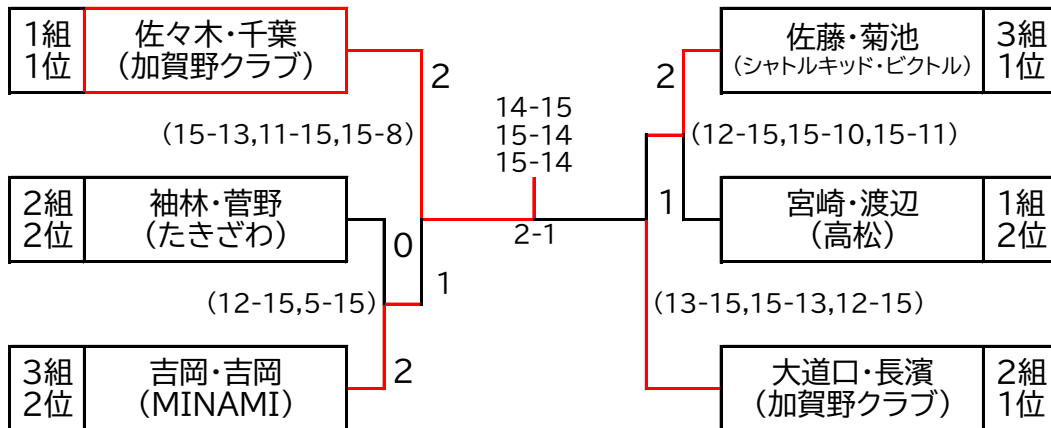 1組
1位
佐々木・千葉
(加賀野クラブ)
2
(15-13,11-15,15-8)
2組
2位
袖林・菅野
(たきざわ)
0
1
(12-15,5-15)
3組
2位
吉岡・吉岡
(MINAMI)
2
14-15
15-14
15-14
2-1
佐藤・菊池
(シャトルキッド・ビクトル)
3組
1位
2
(12-15,15-10,15-11)
1
宮崎・渡辺
(高松)
1組
2位
(13-15,15-13,12-15)
大道口・長濱
(加賀野クラブ)
2組
1位